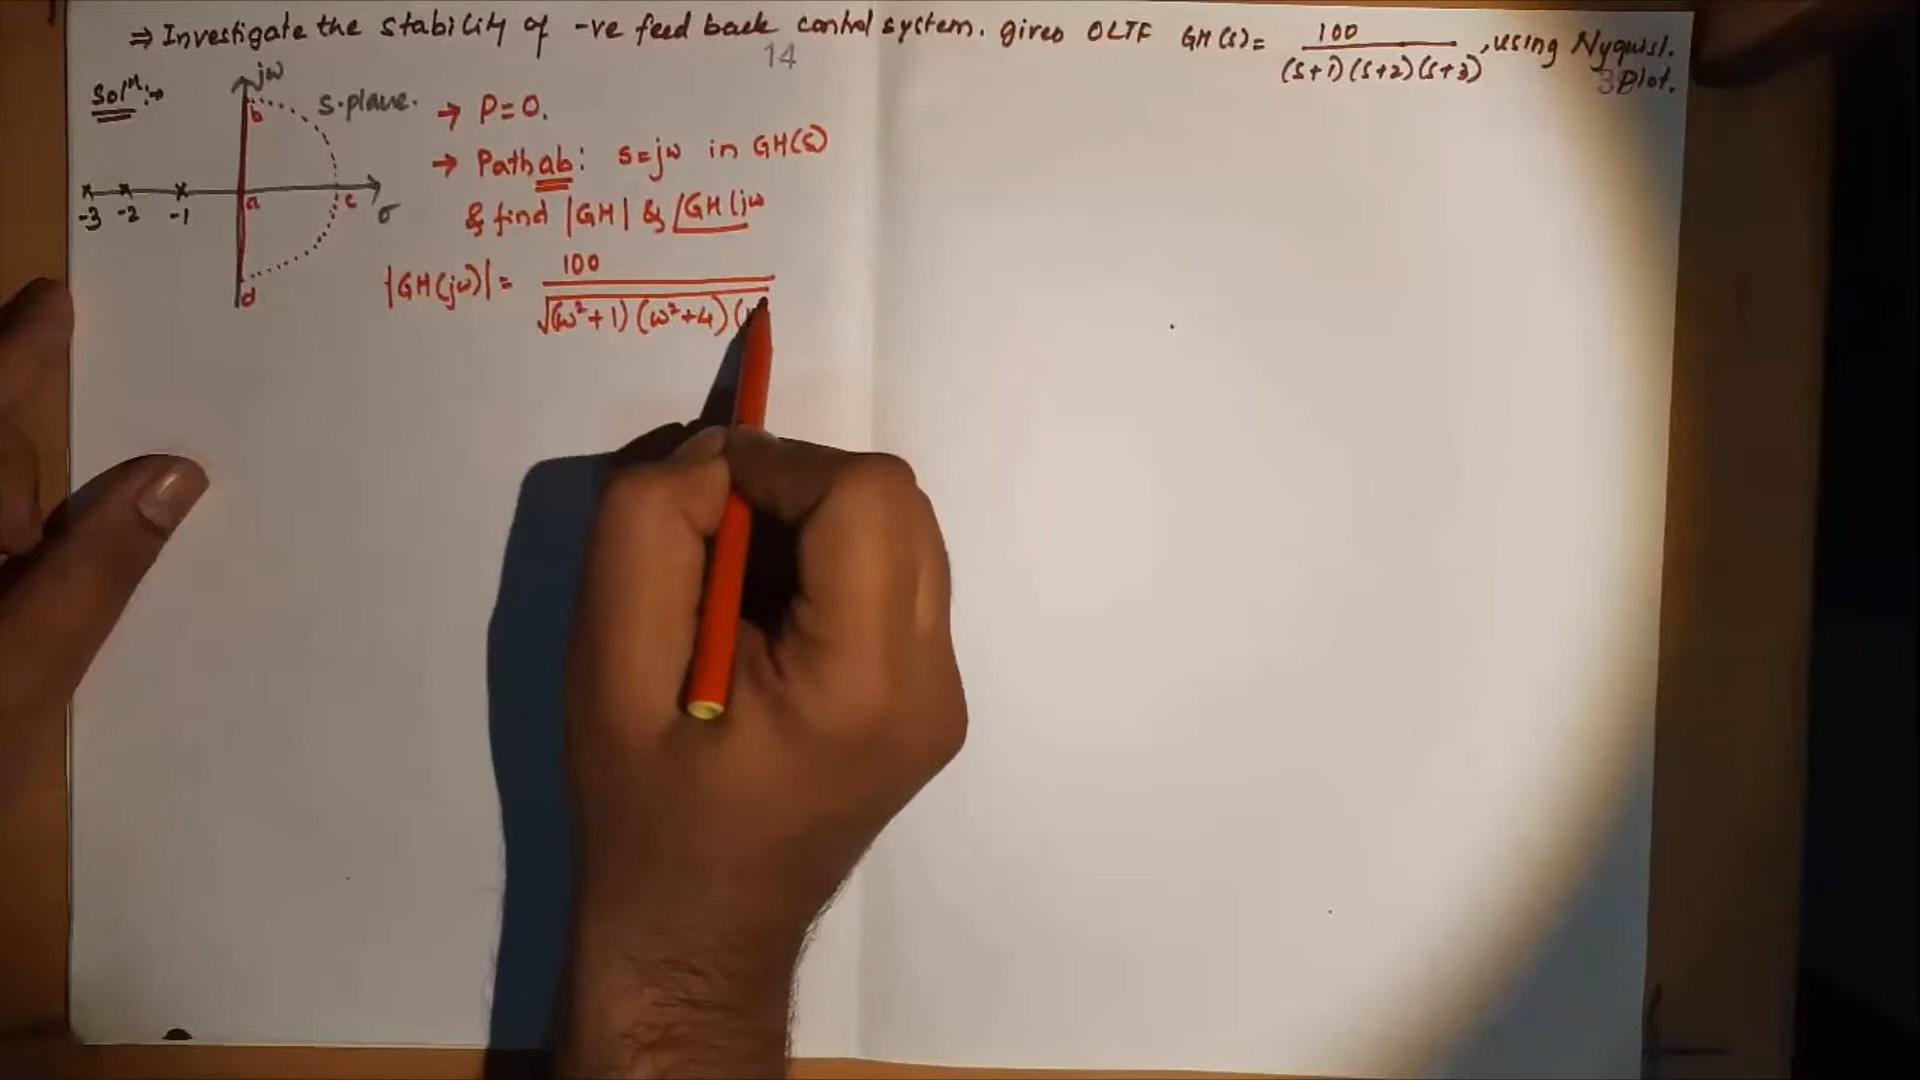 ⇒ Investigate the stability of -ve feed back control system. given OLTF GH(s)= 100 / (s+1)(s+2)(s+3) , using Nyquist.
Plot.
14
Solⁿ:→
jω
b
s-plane.
a
c
σ
d
-3 -2 -1
→ P=0.
→ Path ab: s=jω in GH(s)
& find |GH| & ∠GH(jω
|GH(jω)| = 100 / √(ω²+1)(ω²+4)(